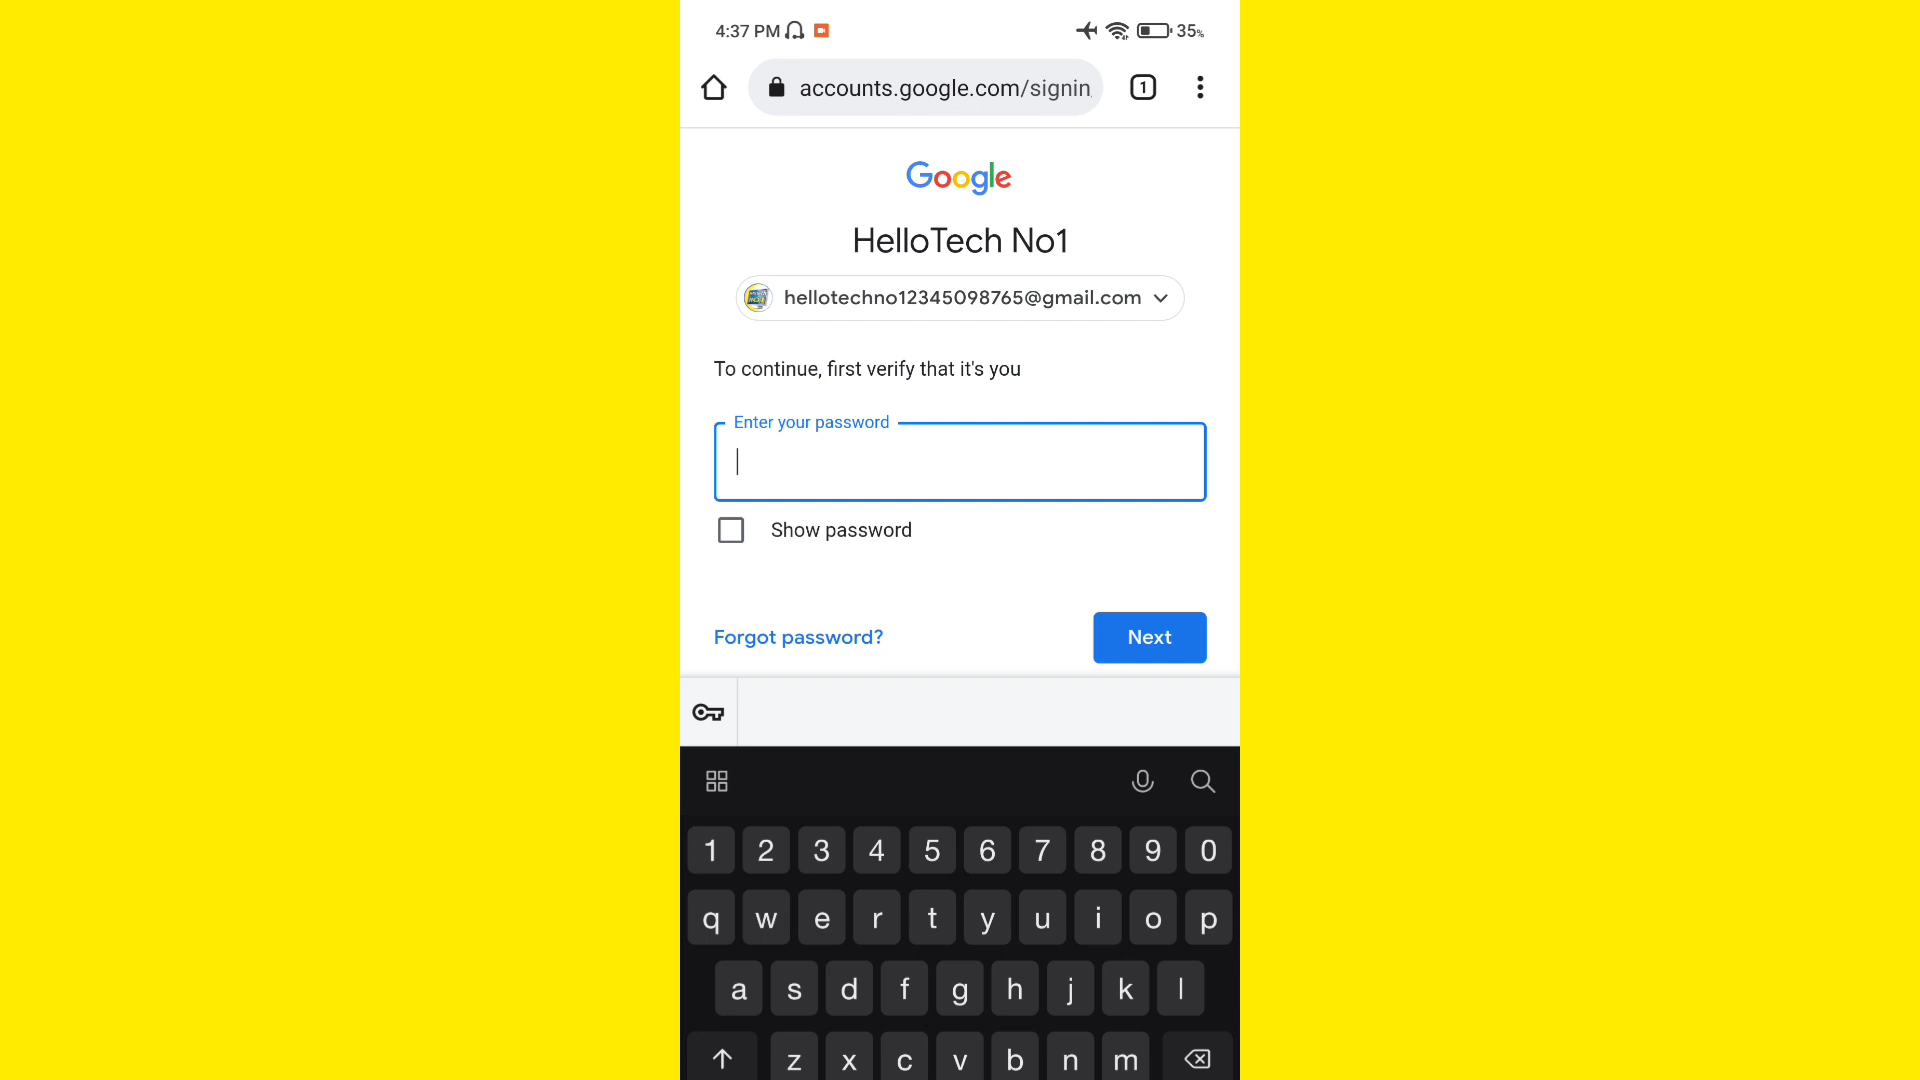 4:37 PM 35%
accounts.google.com/signin 1
Google
HelloTech No1
hellotechno12345098765@gmail.com
To continue, first verify that it's you
Enter your password
Show password
Forgot password? Next
1 2 3 4 5 6 7 8 9 0
q w e r t y u i o p
a s d f g h j k l
z x c v b n m